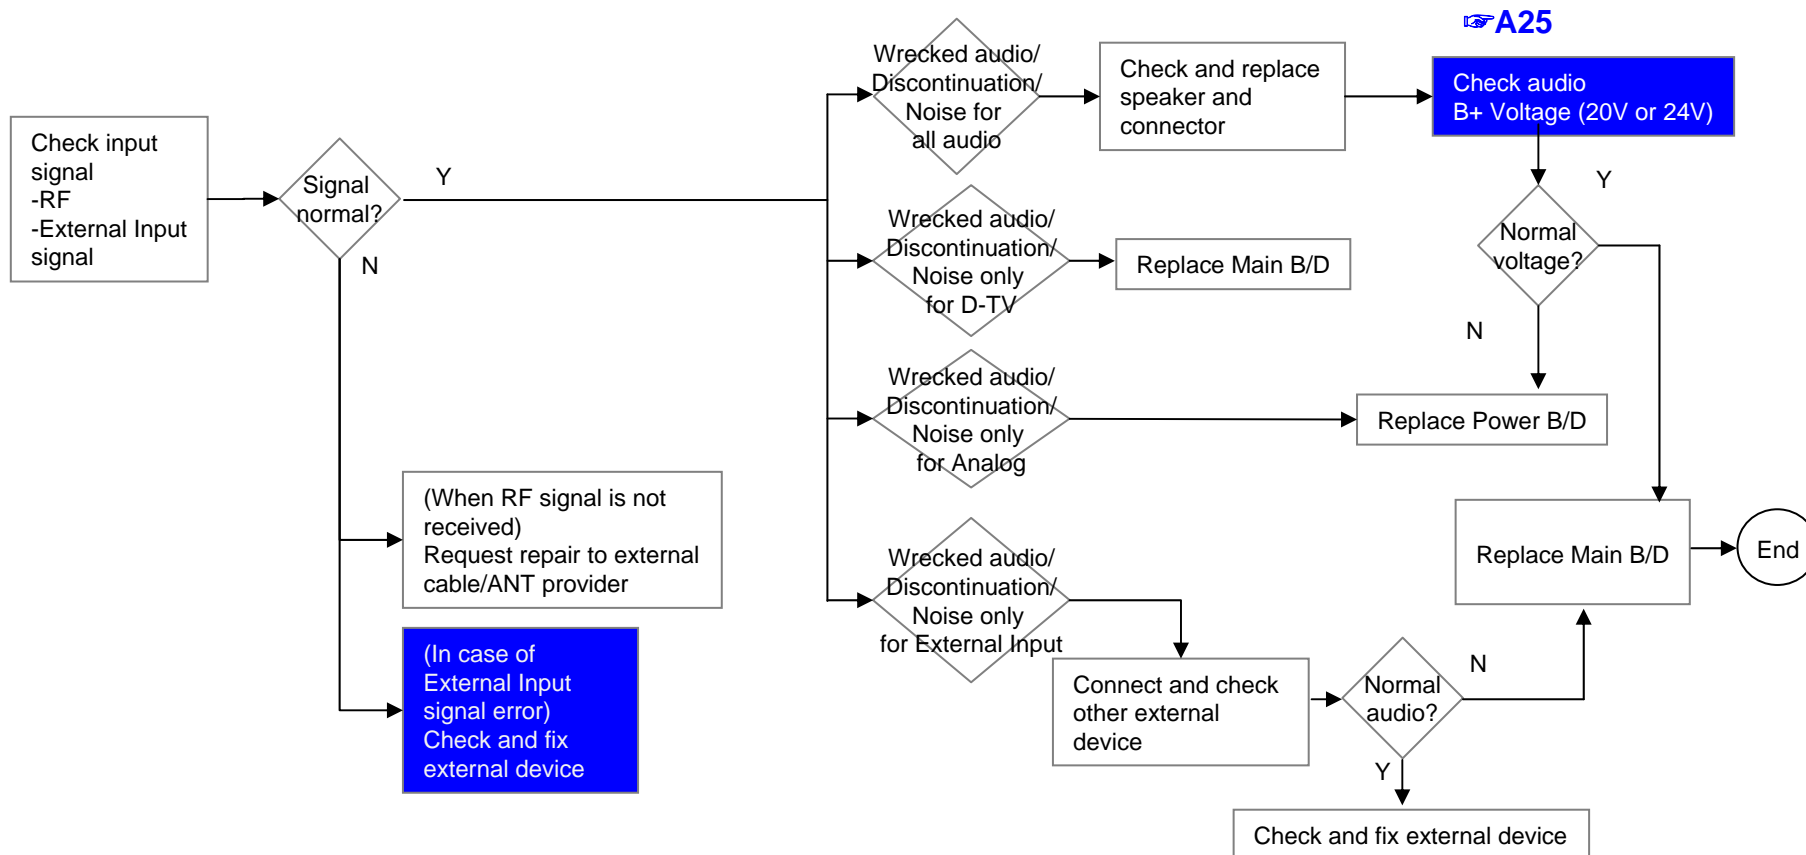 ☞A25
Check input
signal
-RF
-External Input
signal
Signal
normal?
Y
N
(When RF signal is not
received)
Request repair to external
cable/ANT provider
(In case of
External Input
signal error)
Check and fix
external device
Wrecked audio/
Discontinuation/
Noise for
all audio
Check and replace
speaker and
connector
Check audio
B+ Voltage (20V or 24V)
Normal
voltage?
Y
N
Wrecked audio/
Discontinuation/
Noise only
for D-TV
Replace Main B/D
Wrecked audio/
Discontinuation/
Noise only
for Analog
Replace Power B/D
Wrecked audio/
Discontinuation/
Noise only
for External Input
Connect and check
other external
device
Normal
audio?
N
Y
Replace Main B/D
End
Check and fix external device